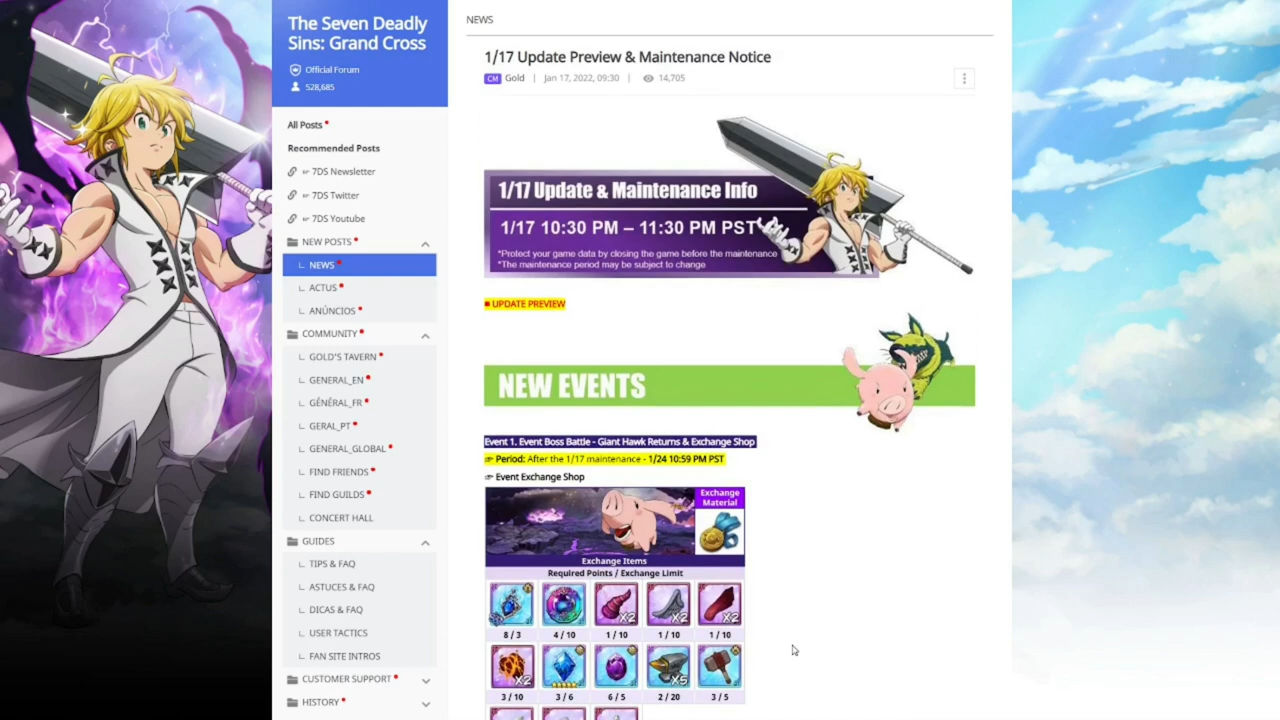 The Seven Deadly
Sins: Grand Cross
Official Forum
528,685
All Posts
Recommended Posts
☞ 7DS Newsletter
☞ 7DS Twitter
☞ 7DS Youtube
NEW POSTS
NEWS
ACTUS
ANÚNCIOS
COMMUNITY
GOLD'S TAVERN
GENERAL_EN
GÉNÉRAL_FR
GERAL_PT
GENERAL_GLOBAL
FIND FRIENDS
FIND GUILDS
CONCERT HALL
GUIDES
TIPS & FAQ
ASTUCES & FAQ
DICAS & FAQ
USER TACTICS
FAN SITE INTROS
CUSTOMER SUPPORT
HISTORY
NEWS
1/17 Update Preview & Maintenance Notice
CM Gold | Jan 17, 2022, 09:30 | 14,705
1/17 Update & Maintenance Info
1/17 10:30 PM – 11:30 PM PST
*Protect your game data by closing the game before the maintenance
*The maintenance period may be subject to change
■ UPDATE PREVIEW
NEW EVENTS
Event 1. Event Boss Battle - Giant Hawk Returns & Exchange Shop
☞ Period: After the 1/17 maintenance - 1/24 10:59 PM PST
☞ Event Exchange Shop
Exchange
Material
Exchange Items
Required Points / Exchange Limit
X2 X2 X2
8 / 3 4 / 10 1 / 10 1 / 10 1 / 10
X2 X5
3 / 10 3 / 6 6 / 5 2 / 20 3 / 5